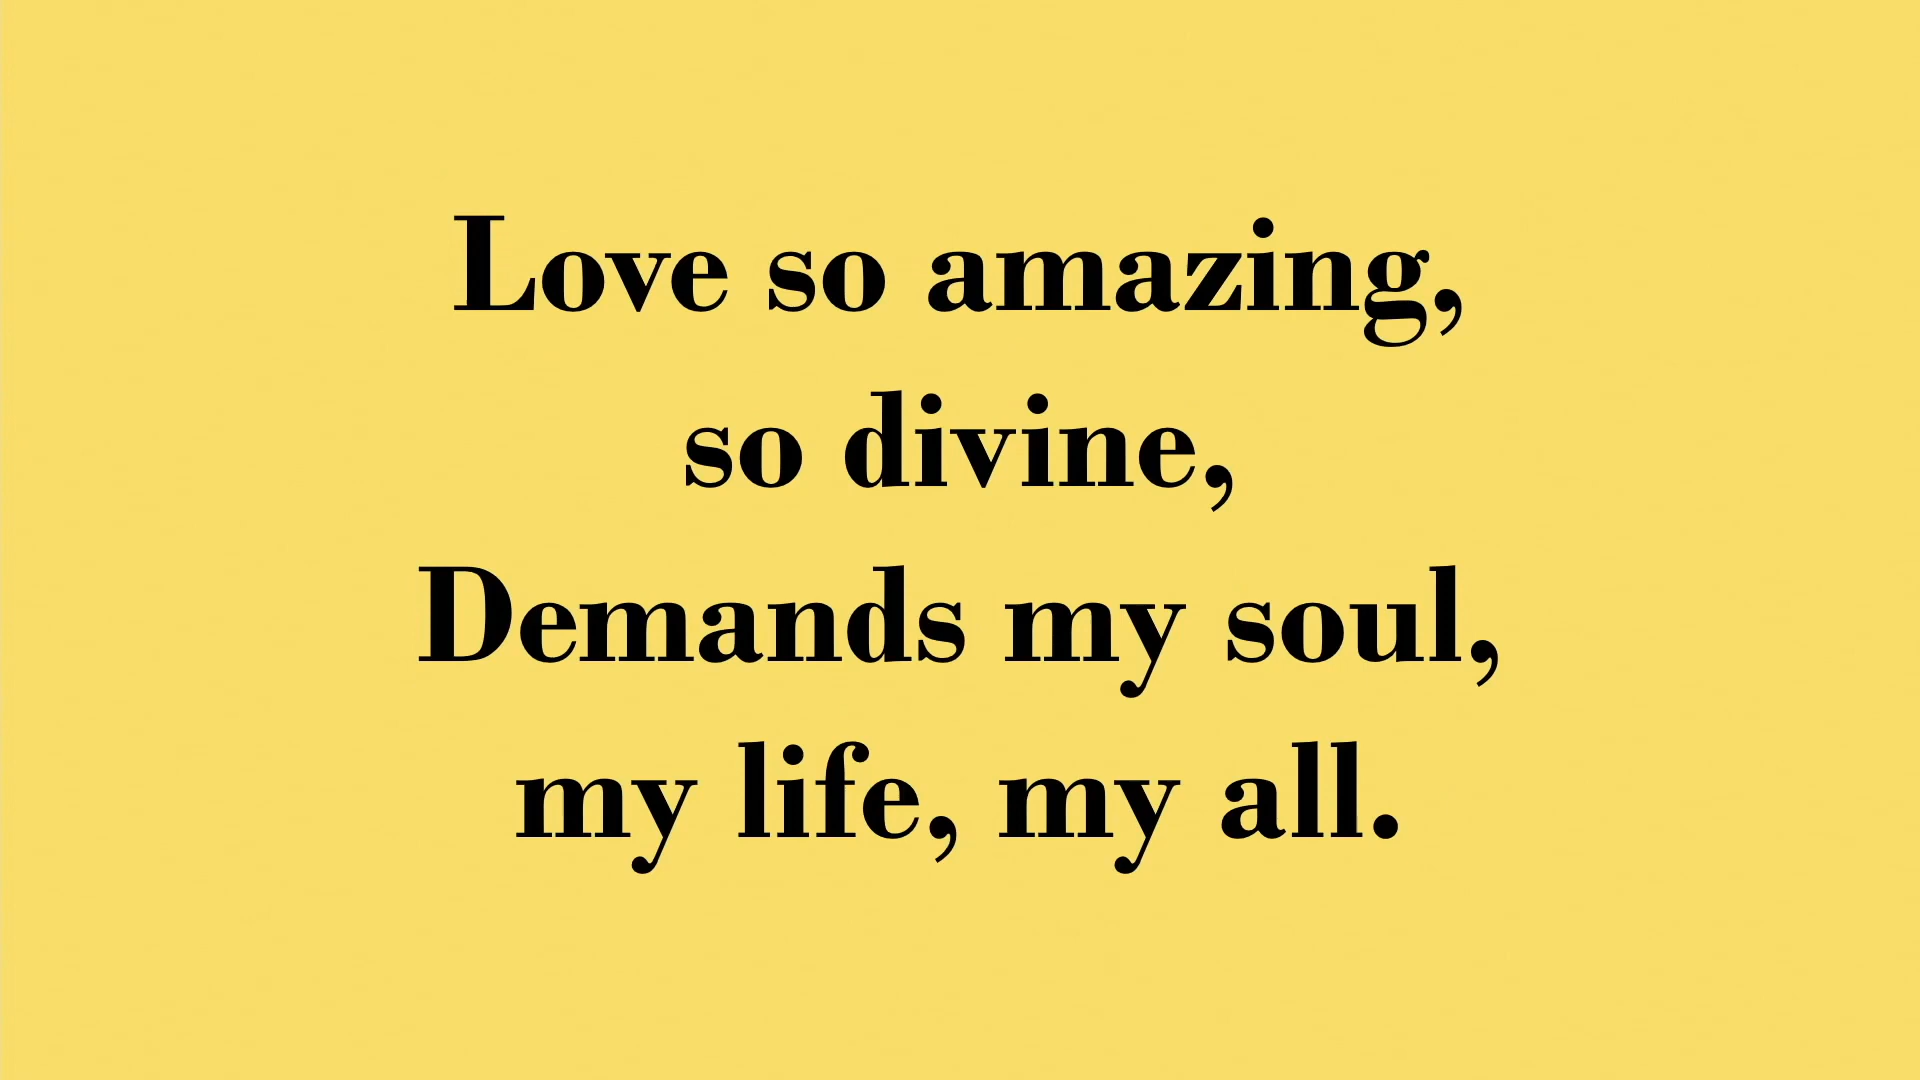 Love so amazing,
so divine,
Demands my soul,
my life, my all.